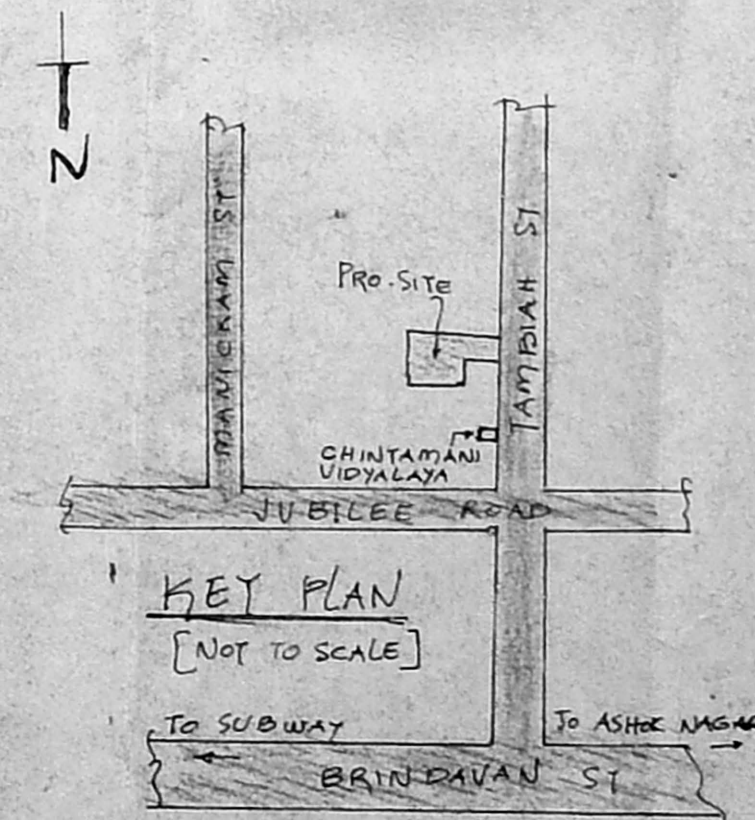 N
MANICKAM ST
TAMBIAH ST
PRO.SITE
CHINTAMANI
VIDYALAYA
JUBILEE ROAD
KEY PLAN
[NOT TO SCALE]
TO SUBWAY
TO ASHOK NAGAR
BRINDAVAN ST